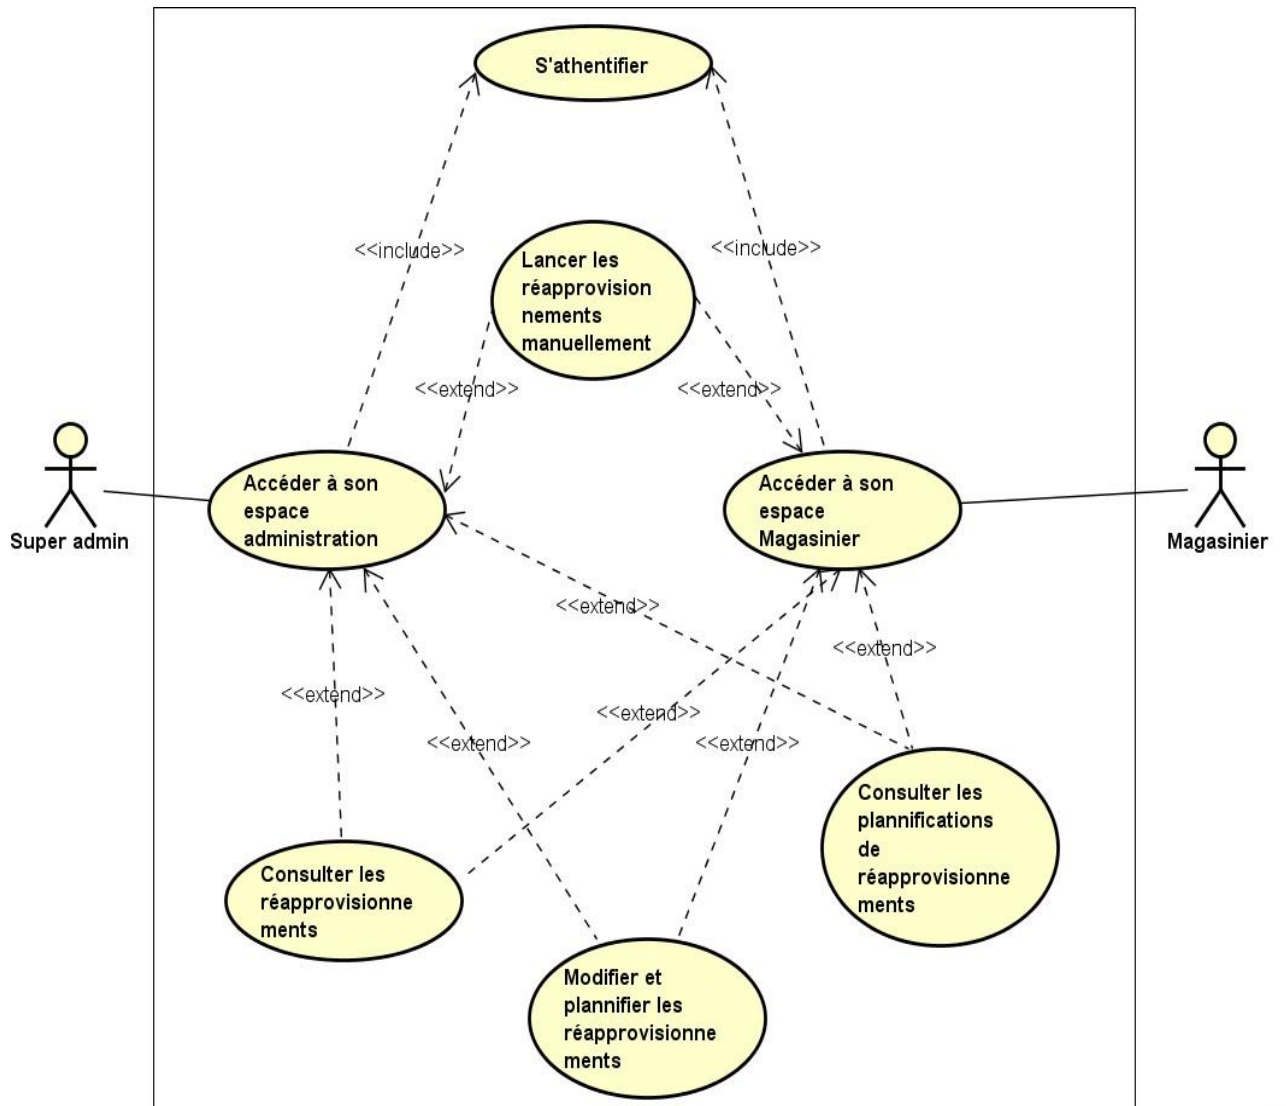 S'athentifier
<<include>>
<<include>>
Lancer les
réapprovision
nements
manuellement
<<extend>>
<<extend>>
Super admin
Accéder à son
espace
administration
Accéder à son
espace
Magasinier
Magasinier
<<extend>>
<<extend>>
<<extend>>
<<extend>>
<<extend>>
<<extend>>
Consulter les
réapprovisionne
ments
Modifier et
plannifier les
réapprovisionne
ments
Consulter les
plannifications
de
réapprovisionne
ments